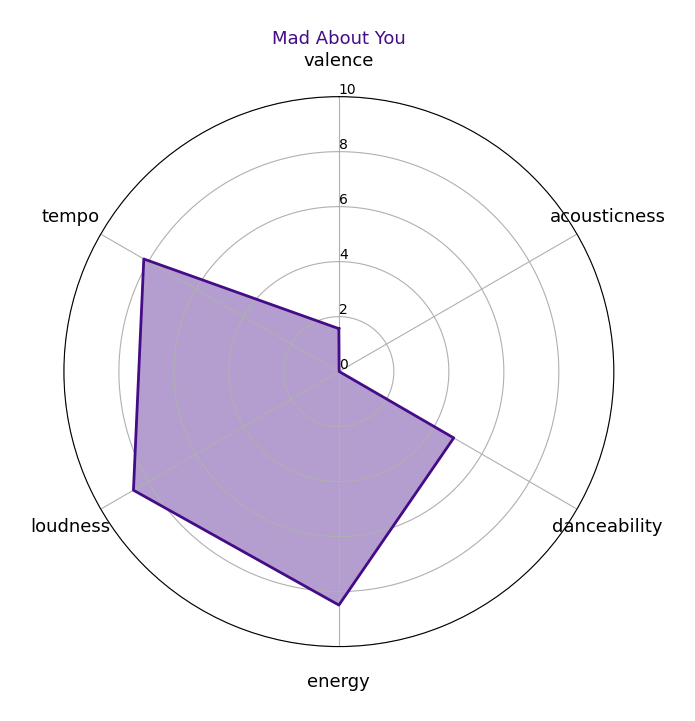 Mad About You
valence
10
8
6
4
2
0
tempo
acousticness
loudness
danceability
energy